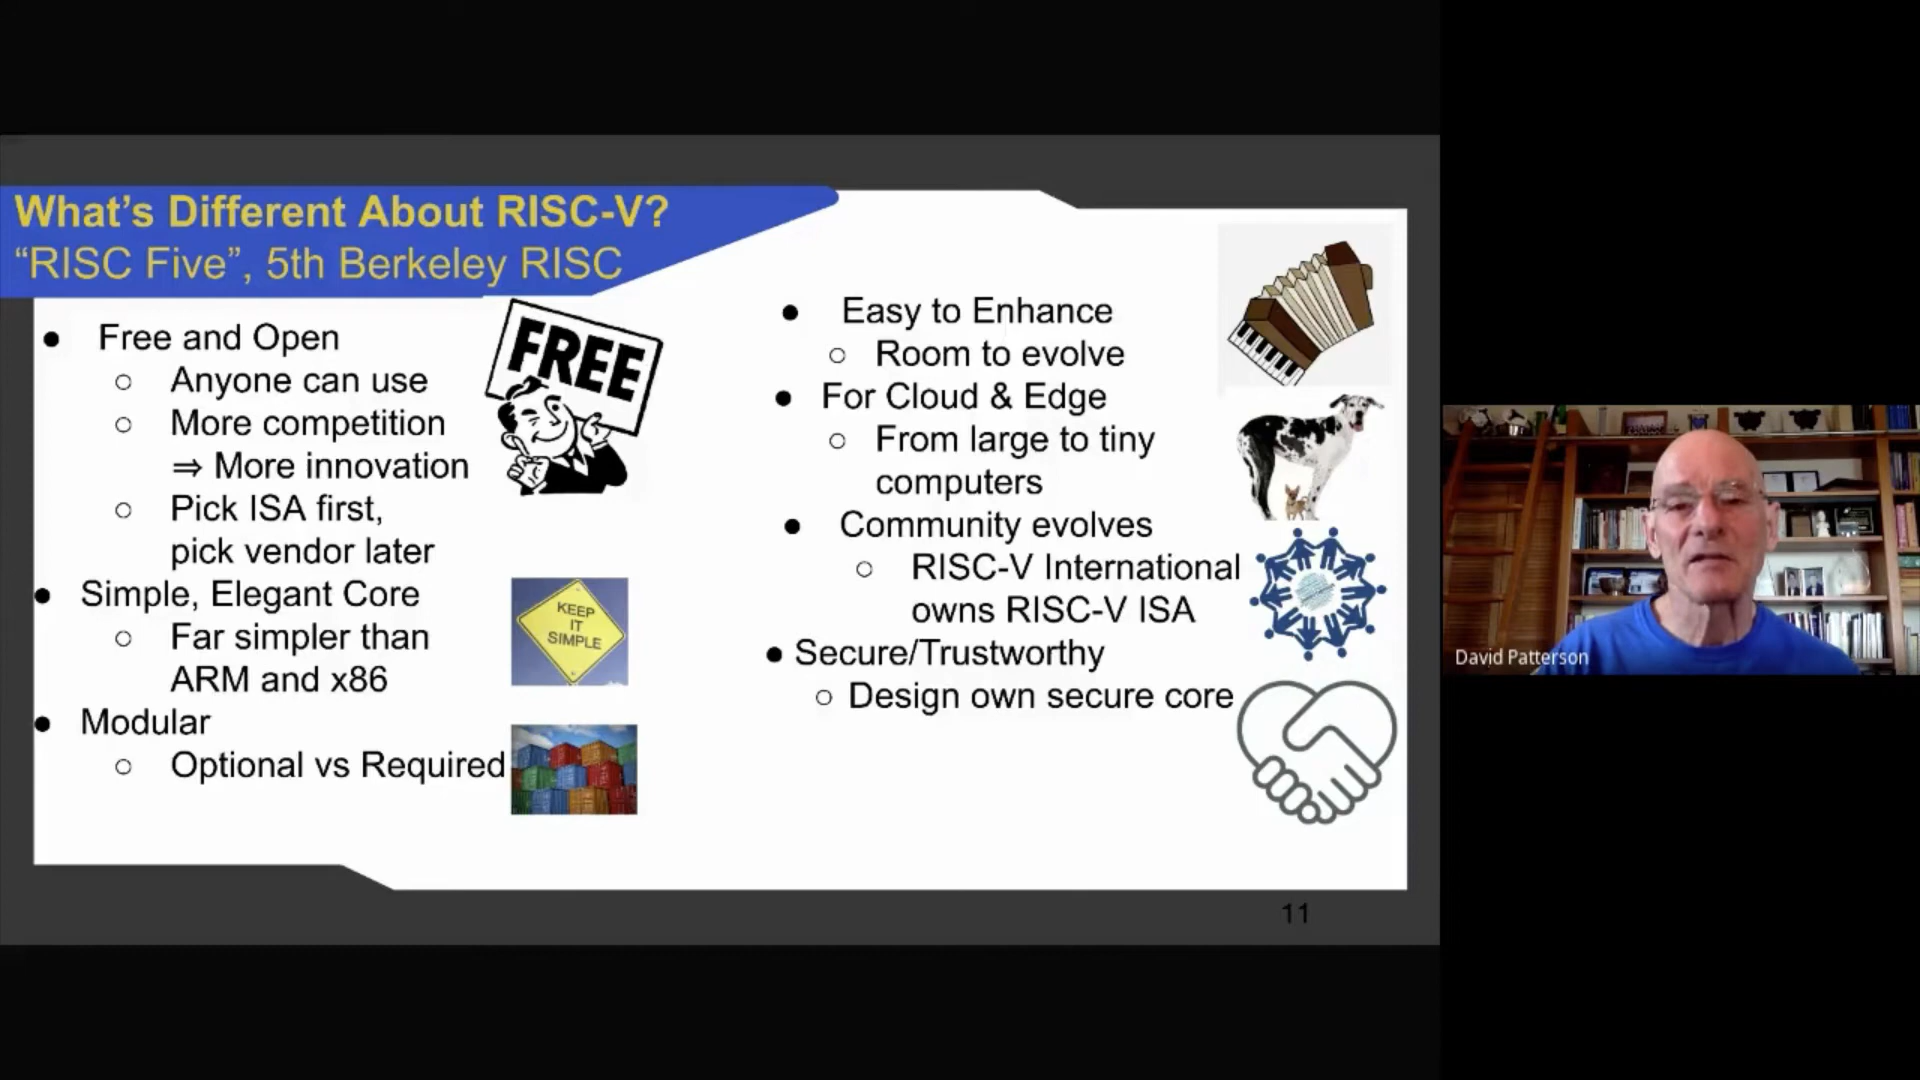 What's Different About RISC-V?
“RISC Five”, 5th Berkeley RISC
● Free and Open
○ Anyone can use
○ More competition
⇒ More innovation
○ Pick ISA first,
pick vendor later
● Simple, Elegant Core
○ Far simpler than
ARM and x86
● Modular
○ Optional vs Required
FREE
KEEP
IT
SIMPLE
● Easy to Enhance
○ Room to evolve
● For Cloud & Edge
○ From large to tiny
computers
● Community evolves
○ RISC-V International
owns RISC-V ISA
● Secure/Trustworthy
○ Design own secure core
11
David Patterson